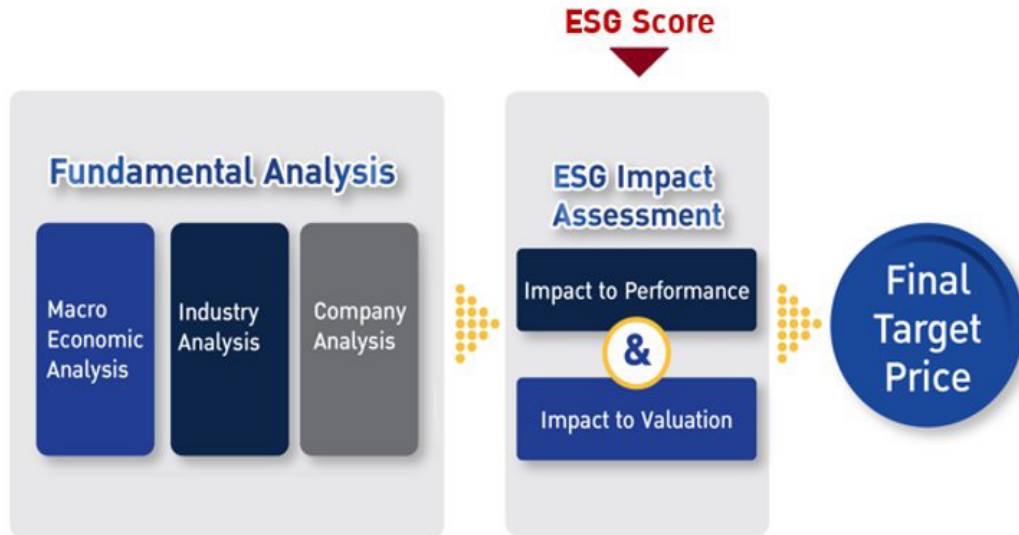 ESG Score
Fundamental Analysis
Macro
Economic
Analysis
Industry
Analysis
Company
Analysis
ESG Impact
Assessment
Impact to Performance
&
Impact to Valuation
Final
Target
Price